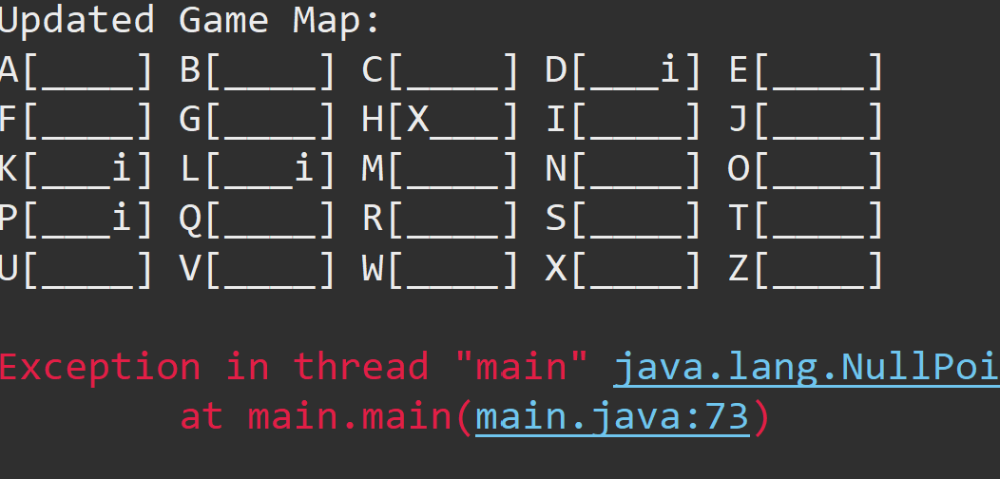 Updated Game Map:
A[____] B[____] C[____] D[___i] E[____]
F[____] G[____] H[X___] I[____] J[____]
K[___i] L[___i] M[____] N[____] O[____]
P[___i] Q[____] R[____] S[____] T[____]
U[____] V[____] W[____] X[____] Z[____]
Exception in thread "main" java.lang.NullPoi
at main.main(main.java:73)